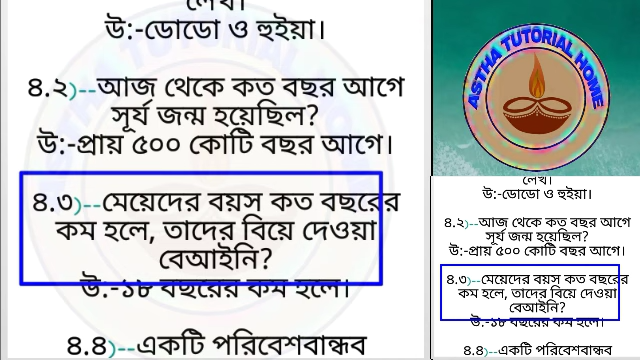 লেখ।
উ:-ডোডো ও হুইয়া।
৪.২)--আজ থেকে কত বছর আগে
সূর্য জন্ম হয়েছিল?
উ:-প্রায় ৫০০ কোটি বছর আগে।
৪.৩)--মেয়েদের বয়স কত বছরের
কম হলে, তাদের বিয়ে দেওয়া
বেআইনি?
উ.-১৮ বছরের কম হলে।
৪.৪)--একটি পরিবেশবান্ধব
ASTHA TUTORIAL HOME
লেখ।
উ:-ডোডো ও হুইয়া।
৪.২)--আজ থেকে কত বছর আগে
সূর্য জন্ম হয়েছিল?
উ:-প্রায় ৫০০ কোটি বছর আগে।
৪.৩)--মেয়েদের বয়স কত বছরের
কম হলে, তাদের বিয়ে দেওয়া
বেআইনি?
উ.-১৮ বছরের কম হলে।
৪.৪)--একটি পরিবেশবান্ধব